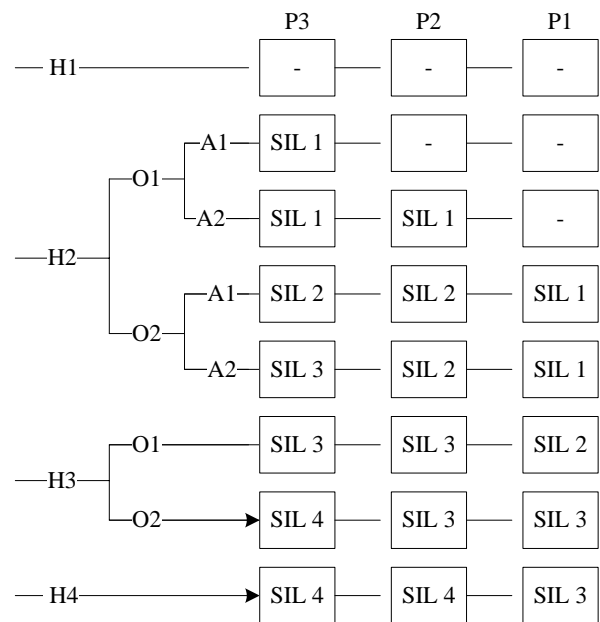 P3 P2 P1
H1 - - -
A1 SIL 1 - -
O1
A2 SIL 1 SIL 1 -
H2
A1 SIL 2 SIL 2 SIL 1
O2
A2 SIL 3 SIL 2 SIL 1
O1 SIL 3 SIL 3 SIL 2
H3
O2 SIL 4 SIL 3 SIL 3
H4 SIL 4 SIL 4 SIL 3